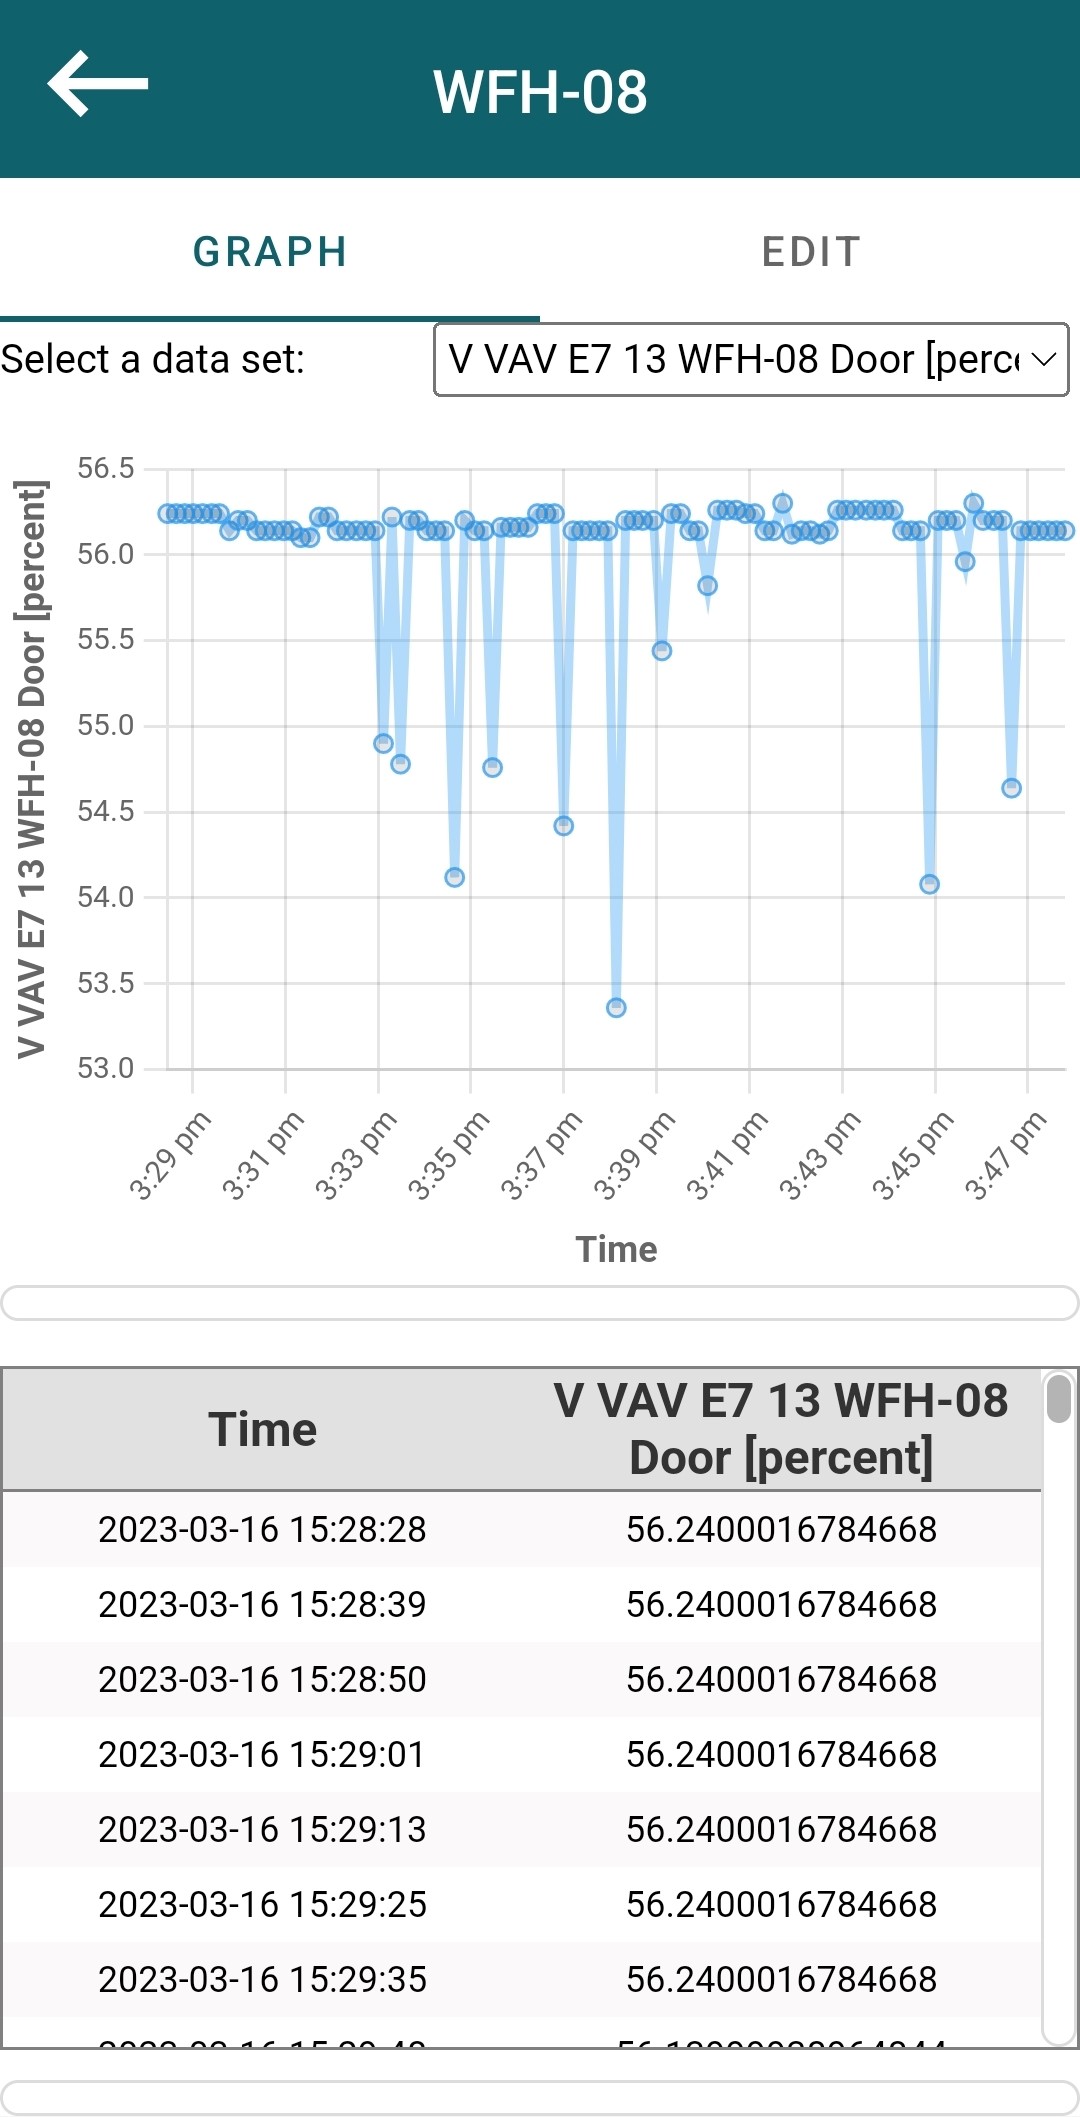 WFH-08
GRAPH
EDIT
Select a data set:
V VAV E7 13 WFH-08 Door [perc
V VAV E7 13 WFH-08 Door [percent]
56.5
56.0
55.5
55.0
54.5
54.0
53.5
53.0
3:29 pm
3:31 pm
3:33 pm
3:35 pm
3:37 pm
3:39 pm
3:41 pm
3:43 pm
3:45 pm
3:47 pm
Time
Time
V VAV E7 13 WFH-08
Door [percent]
2023-03-16 15:28:28
56.2400016784668
2023-03-16 15:28:39
56.2400016784668
2023-03-16 15:28:50
56.2400016784668
2023-03-16 15:29:01
56.2400016784668
2023-03-16 15:29:13
56.2400016784668
2023-03-16 15:29:25
56.2400016784668
2023-03-16 15:29:35
56.2400016784668